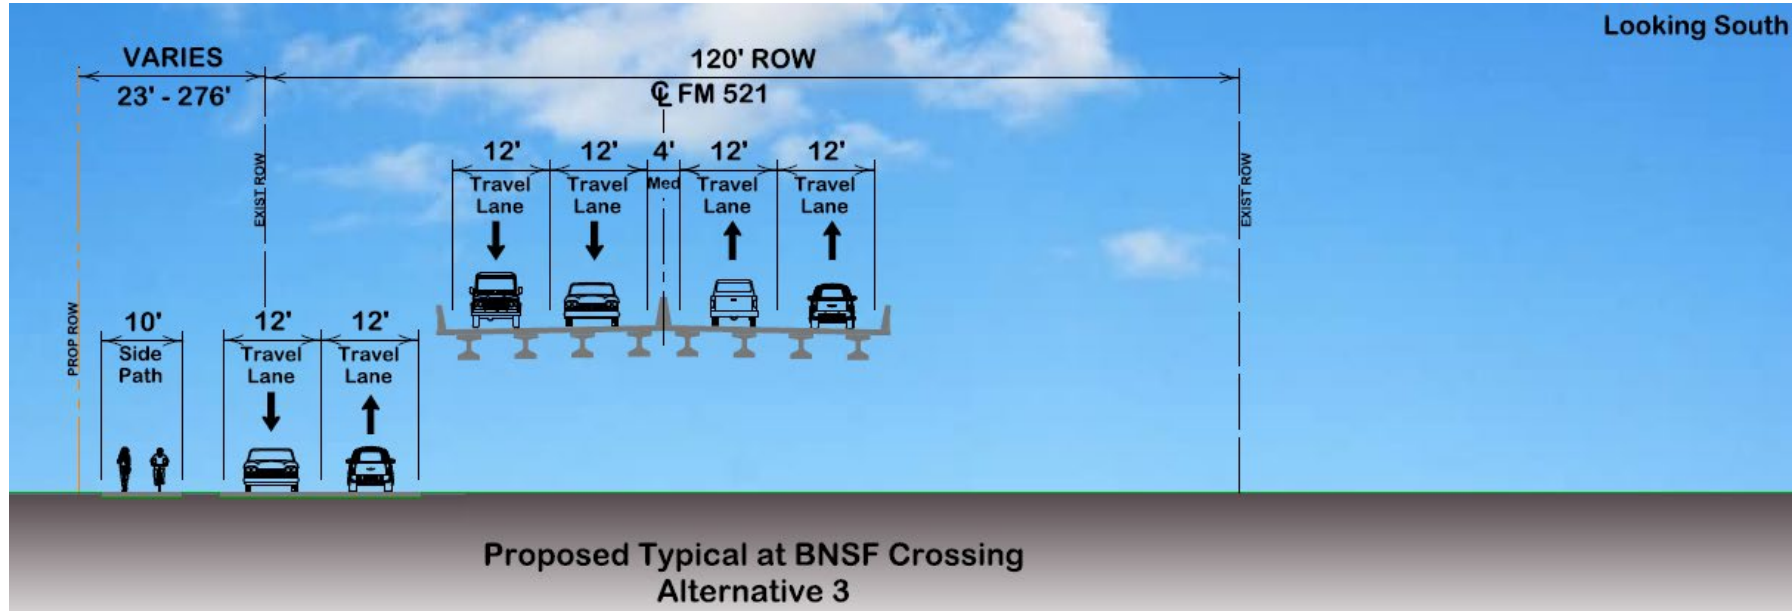 Looking South
VARIES
23' - 276'
120' ROW
℄ FM 521
PROP ROW
EXIST ROW
EXIST ROW
12'
Travel
Lane
12'
Travel
Lane
4'
Med
12'
Travel
Lane
12'
Travel
Lane
10'
Side
Path
12'
Travel
Lane
12'
Travel
Lane
Proposed Typical at BNSF Crossing
Alternative 3